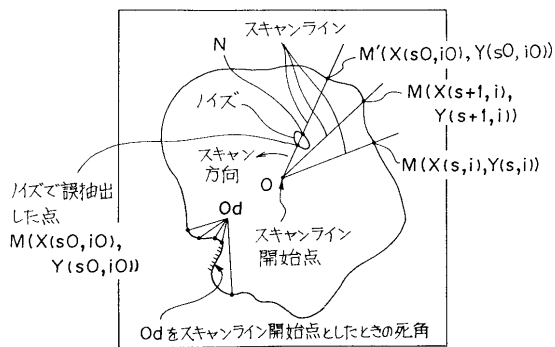 スキャンライン
N
M'(X(s0,i0),Y(s0,i0))
M(X(s+1,i),
Y(s+1,i))
ノイズ
スキャン
方向
O
M(X(s,i),Y(s,i))
ノイズで誤抽出
した点
M(X(s0,i0),
Y(s0,i0))
Od
スキャンライン
開始点
Odをスキャンライン開始点としたときの死角